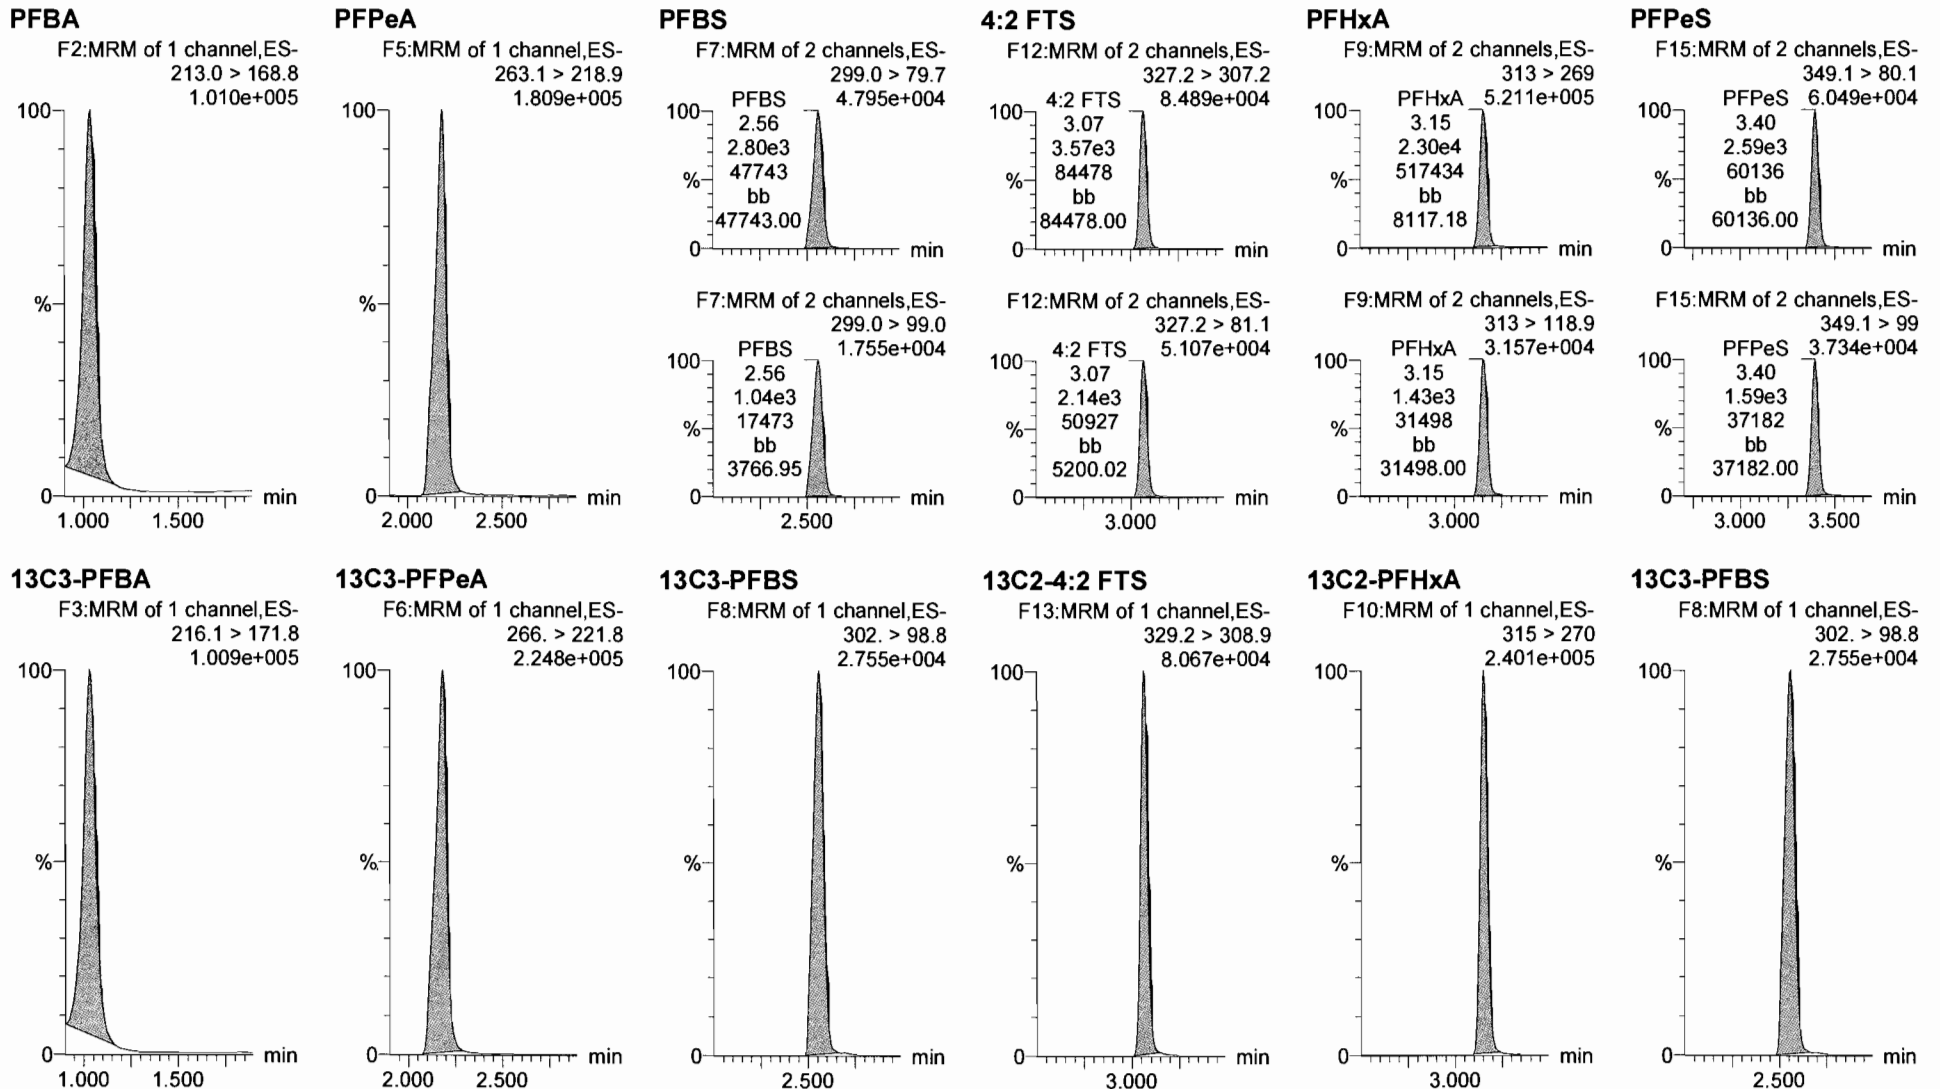 PFBA
F2:MRM of 1 channel,ES-
213.0 > 168.8
1.010e+005
100
%
0
min
1.000 1.500
PFPeA
F5:MRM of 1 channel,ES-
263.1 > 218.9
1.809e+005
100
%
0
min
2.000 2.500
PFBS
F7:MRM of 2 channels,ES-
299.0 > 79.7
4.795e+004
100
PFBS
2.56
2.80e3
47743
bb
47743.00
%
0
min
F7:MRM of 2 channels,ES-
299.0 > 99.0
1.755e+004
100
PFBS
2.56
1.04e3
17473
bb
3766.95
%
0
min
2.500
4:2 FTS
F12:MRM of 2 channels,ES-
327.2 > 307.2
8.489e+004
100
4:2 FTS
3.07
3.57e3
84478
bb
84478.00
%
0
min
F12:MRM of 2 channels,ES-
327.2 > 81.1
5.107e+004
100
4:2 FTS
3.07
2.14e3
50927
bb
5200.02
%
0
min
3.000
PFHxA
F9:MRM of 2 channels,ES-
313 > 269
5.211e+005
100
PFHxA
3.15
2.30e4
517434
bb
8117.18
%
0
min
F9:MRM of 2 channels,ES-
313 > 118.9
3.157e+004
100
PFHxA
3.15
1.43e3
31498
bb
31498.00
%
0
min
3.000
PFPeS
F15:MRM of 2 channels,ES-
349.1 > 80.1
6.049e+004
100
PFPeS
3.40
2.59e3
60136
bb
60136.00
%
0
min
F15:MRM of 2 channels,ES-
349.1 > 99
3.734e+004
100
PFPeS
3.40
1.59e3
37182
bb
37182.00
%
0
min
3.000 3.500
13C3-PFBA
F3:MRM of 1 channel,ES-
216.1 > 171.8
1.009e+005
100
%
0
min
1.000 1.500
13C3-PFPeA
F6:MRM of 1 channel,ES-
266. > 221.8
2.248e+005
100
%
0
min
2.000 2.500
13C3-PFBS
F8:MRM of 1 channel,ES-
302. > 98.8
2.755e+004
100
%
0
min
2.500
13C2-4:2 FTS
F13:MRM of 1 channel,ES-
329.2 > 308.9
8.067e+004
100
%
0
min
3.000
13C2-PFHxA
F10:MRM of 1 channel,ES-
315 > 270
2.401e+005
100
%
0
min
3.000
13C3-PFBS
F8:MRM of 1 channel,ES-
302. > 98.8
2.755e+004
100
%
0
min
2.500